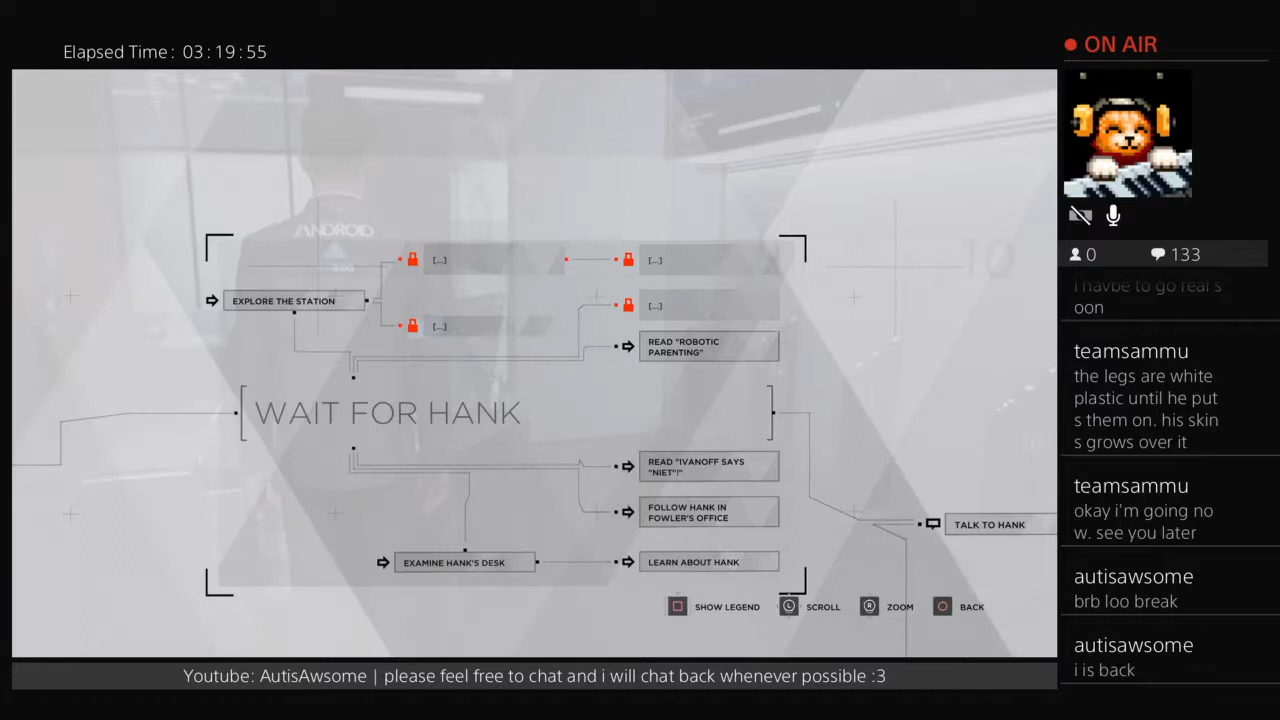 Elapsed Time: 03:19:55
ON AIR
0
133
i havbe to go real s
oon
teamsammu
the legs are white
plastic until he put
s them on. his skin
s grows over it
teamsammu
okay i'm going no
w. see you later
autisawsome
brb loo break
autisawsome
i is back
ANDROID
[...]
[...]
EXPLORE THE STATION
[...]
[...]
READ "ROBOTIC
PARENTING"
WAIT FOR HANK
READ "IVANOFF SAYS
"NIET"!"
FOLLOW HANK IN
FOWLER'S OFFICE
TALK TO HANK
EXAMINE HANK'S DESK
LEARN ABOUT HANK
SHOW LEGEND
L
SCROLL
R
ZOOM
BACK
Youtube: AutisAwsome | please feel free to chat and i will chat back whenever possible :3